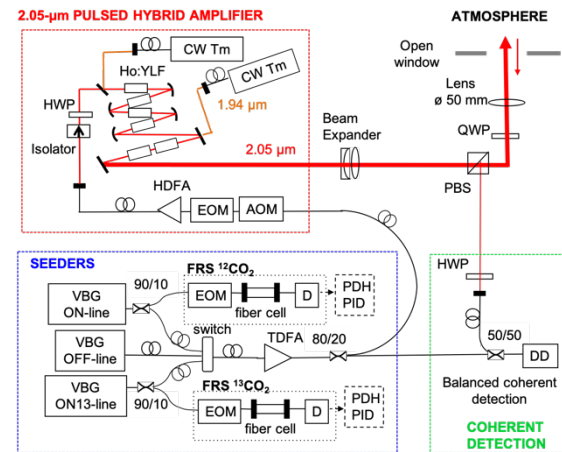 2.05-µm PULSED HYBRID AMPLIFIER
ATMOSPHERE
CW Tm
Open
window
Ho:YLF
CW Tm
Lens
ø 50 mm
HWP
1.94 µm
Isolator
Beam
Expander
QWP
2.05 µm
PBS
HDFA
EOM
AOM
SEEDERS
FRS ¹²CO₂
HWP
VBG
ON-line
90/10
EOM
fiber cell
D
PDH
PID
switch
TDFA
80/20
50/50
VBG
OFF-line
DD
FRS ¹³CO₂
Balanced coherent
detection
VBG
ON13-line
90/10
EOM
fiber cell
D
PDH
PID
COHERENT
DETECTION